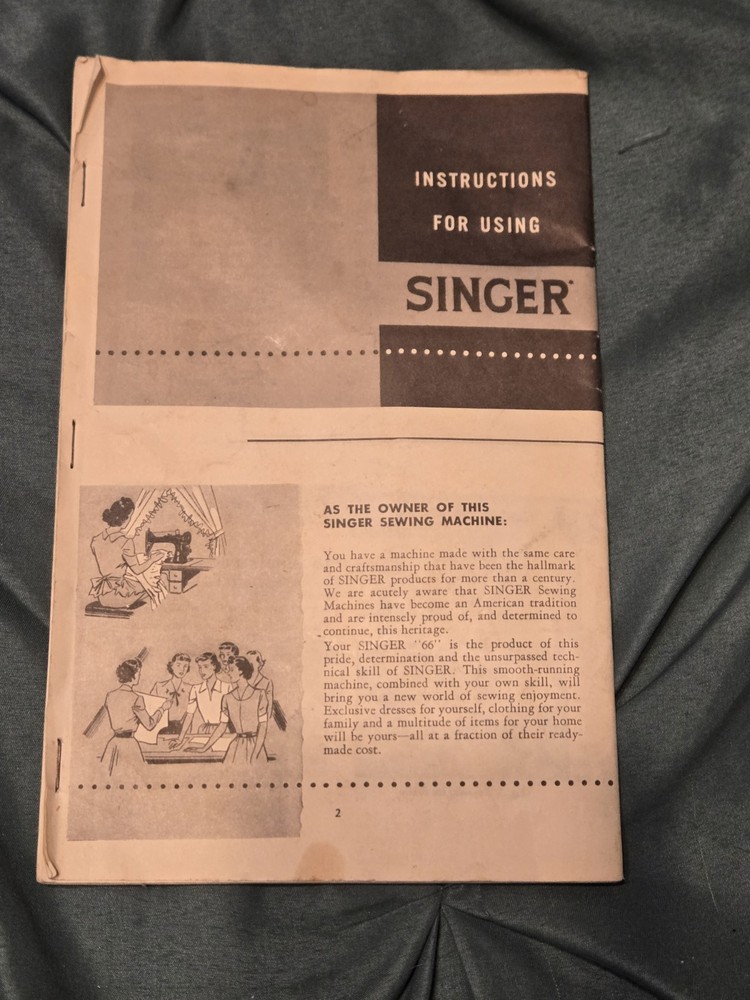 INSTRUCTIONS
FOR USING
SINGER*
AS THE OWNER OF THIS
SINGER SEWING MACHINE:
You have a machine made with the same care
and craftsmanship that have been the hallmark
of SINGER products for more than a century.
We are acutely aware that SINGER Sewing
Machines have become an American tradition
and are intensely proud of, and determined to
continue, this heritage.
Your SINGER "66" is the product of this
pride, determination and the unsurpassed tech-
nical skill of SINGER. This smooth-running
machine, combined with your own skill, will
bring you a new world of sewing enjoyment.
Exclusive dresses for yourself, clothing for your
family and a multitude of items for your home
will be yours—all at a fraction of their ready-
made cost.
2